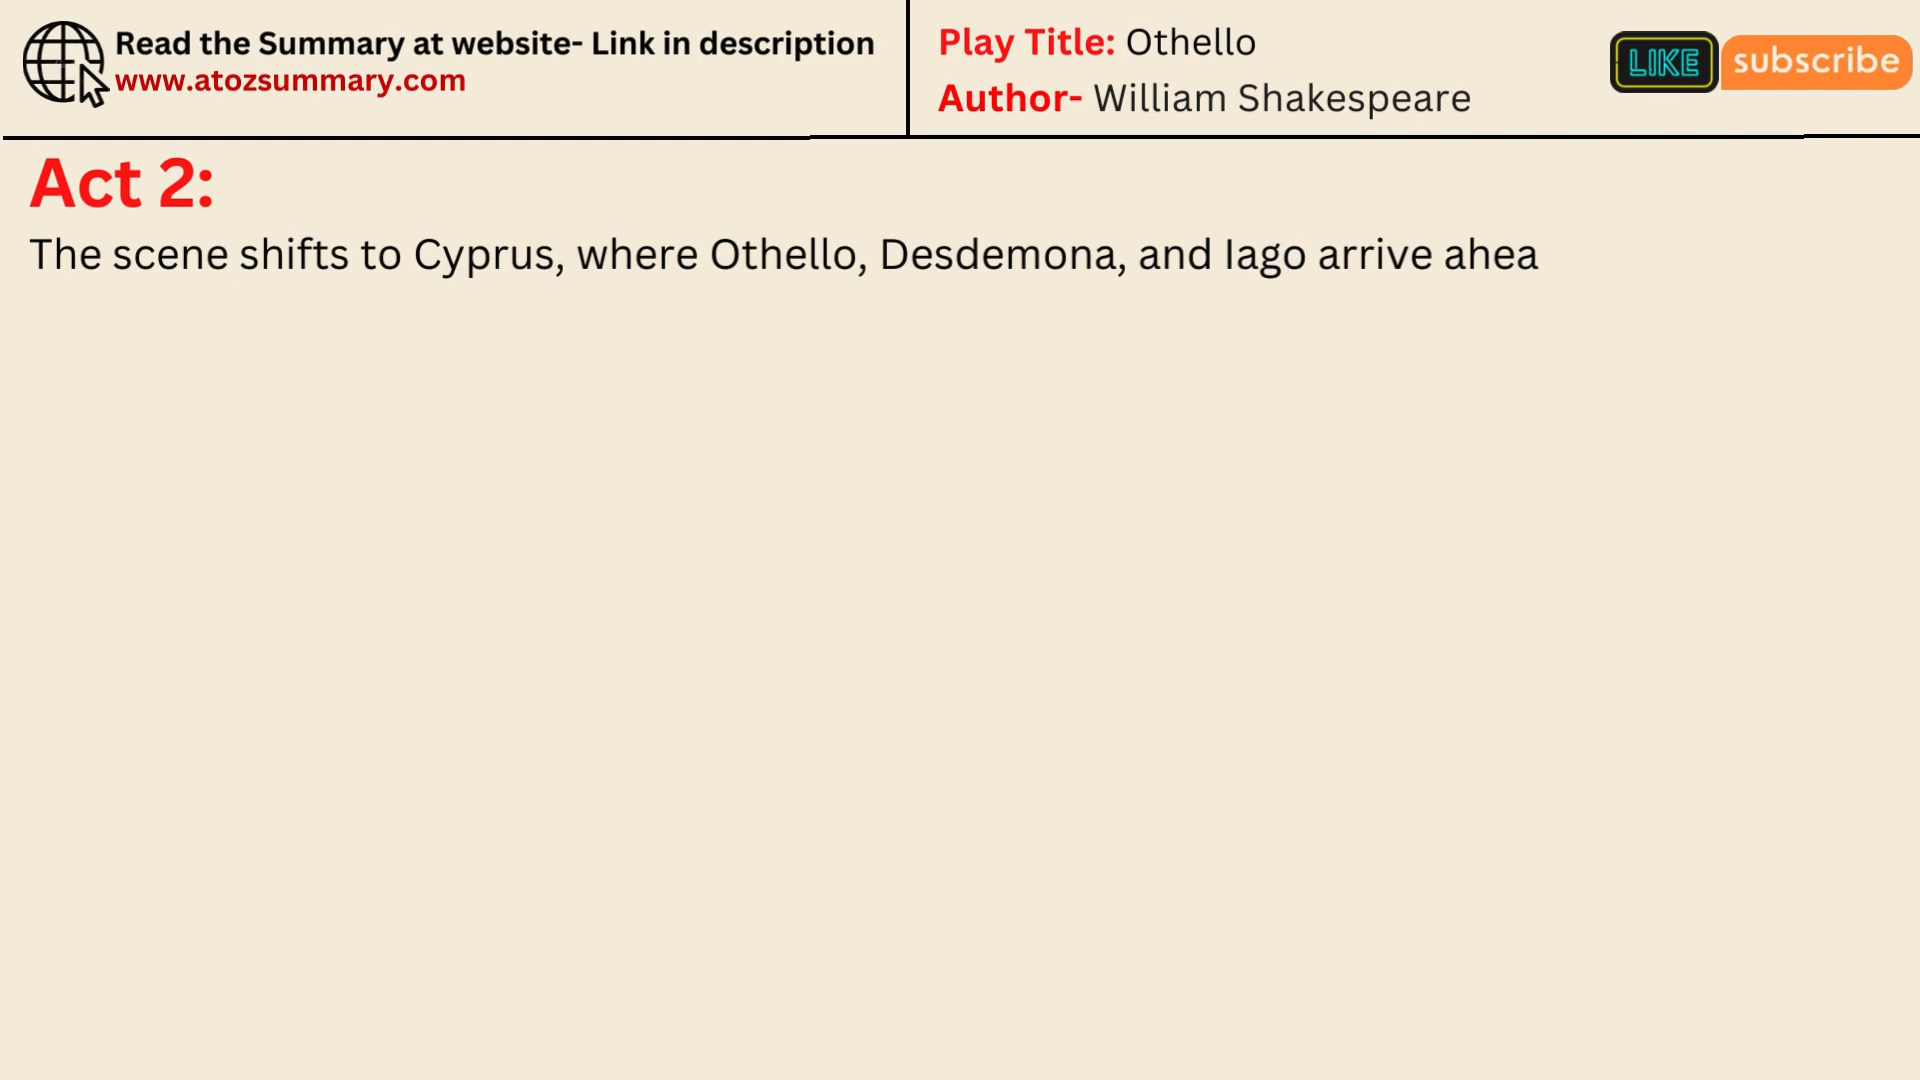 Read the Summary at website- Link in description
www.atozsummary.com
Play Title: Othello
Author- William Shakespeare
LIKE
subscribe
Act 2:
The scene shifts to Cyprus, where Othello, Desdemona, and Iago arrive ahea